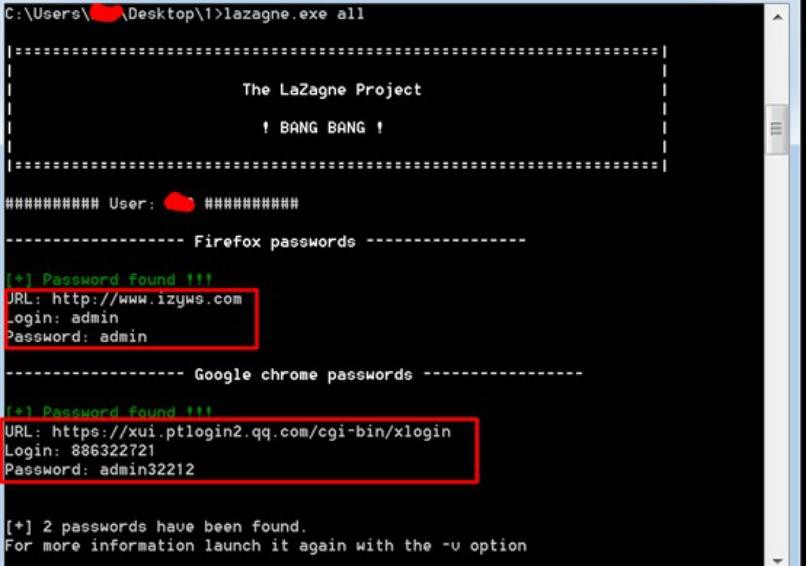 C:\Users\ \Desktop\1>lazagne.exe all
|====================================================================|
The LaZagne Project
! BANG BANG !
|====================================================================|
########## User: ##########
------------------- Firefox passwords -----------------
[+] Password found !!!
URL: http://www.izyws.com
Login: admin
Password: admin
------------------- Google chrome passwords -----------------
[+] Password found !!!
URL: https://xui.ptlogin2.qq.com/cgi-bin/xlogin
Login: 886322721
Password: admin32212
[+] 2 passwords have been found.
For more information launch it again with the -v option